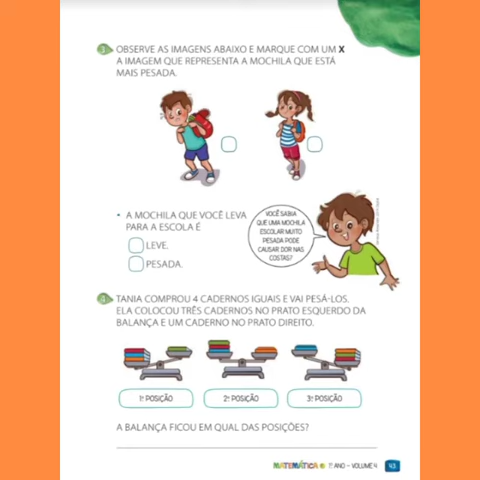 3. OBSERVE AS IMAGENS ABAIXO E MARQUE COM UM X
A IMAGEM QUE REPRESENTA A MOCHILA QUE ESTÁ
MAIS PESADA.
• A MOCHILA QUE VOCÊ LEVA
PARA A ESCOLA É
LEVE.
PESADA.
VOCÊ SABIA
QUE UMA MOCHILA
ESCOLAR MUITO
PESADA PODE
CAUSAR DOR NAS
COSTAS?
4. TANIA COMPROU 4 CADERNOS IGUAIS E VAI PESÁ-LOS.
ELA COLOCOU TRÊS CADERNOS NO PRATO ESQUERDO DA
BALANÇA E UM CADERNO NO PRATO DIREITO.
1ª POSIÇÃO
2ª POSIÇÃO
3ª POSIÇÃO
A BALANÇA FICOU EM QUAL DAS POSIÇÕES?
MATEMÁTICA 1º ANO – VOLUME 4 43